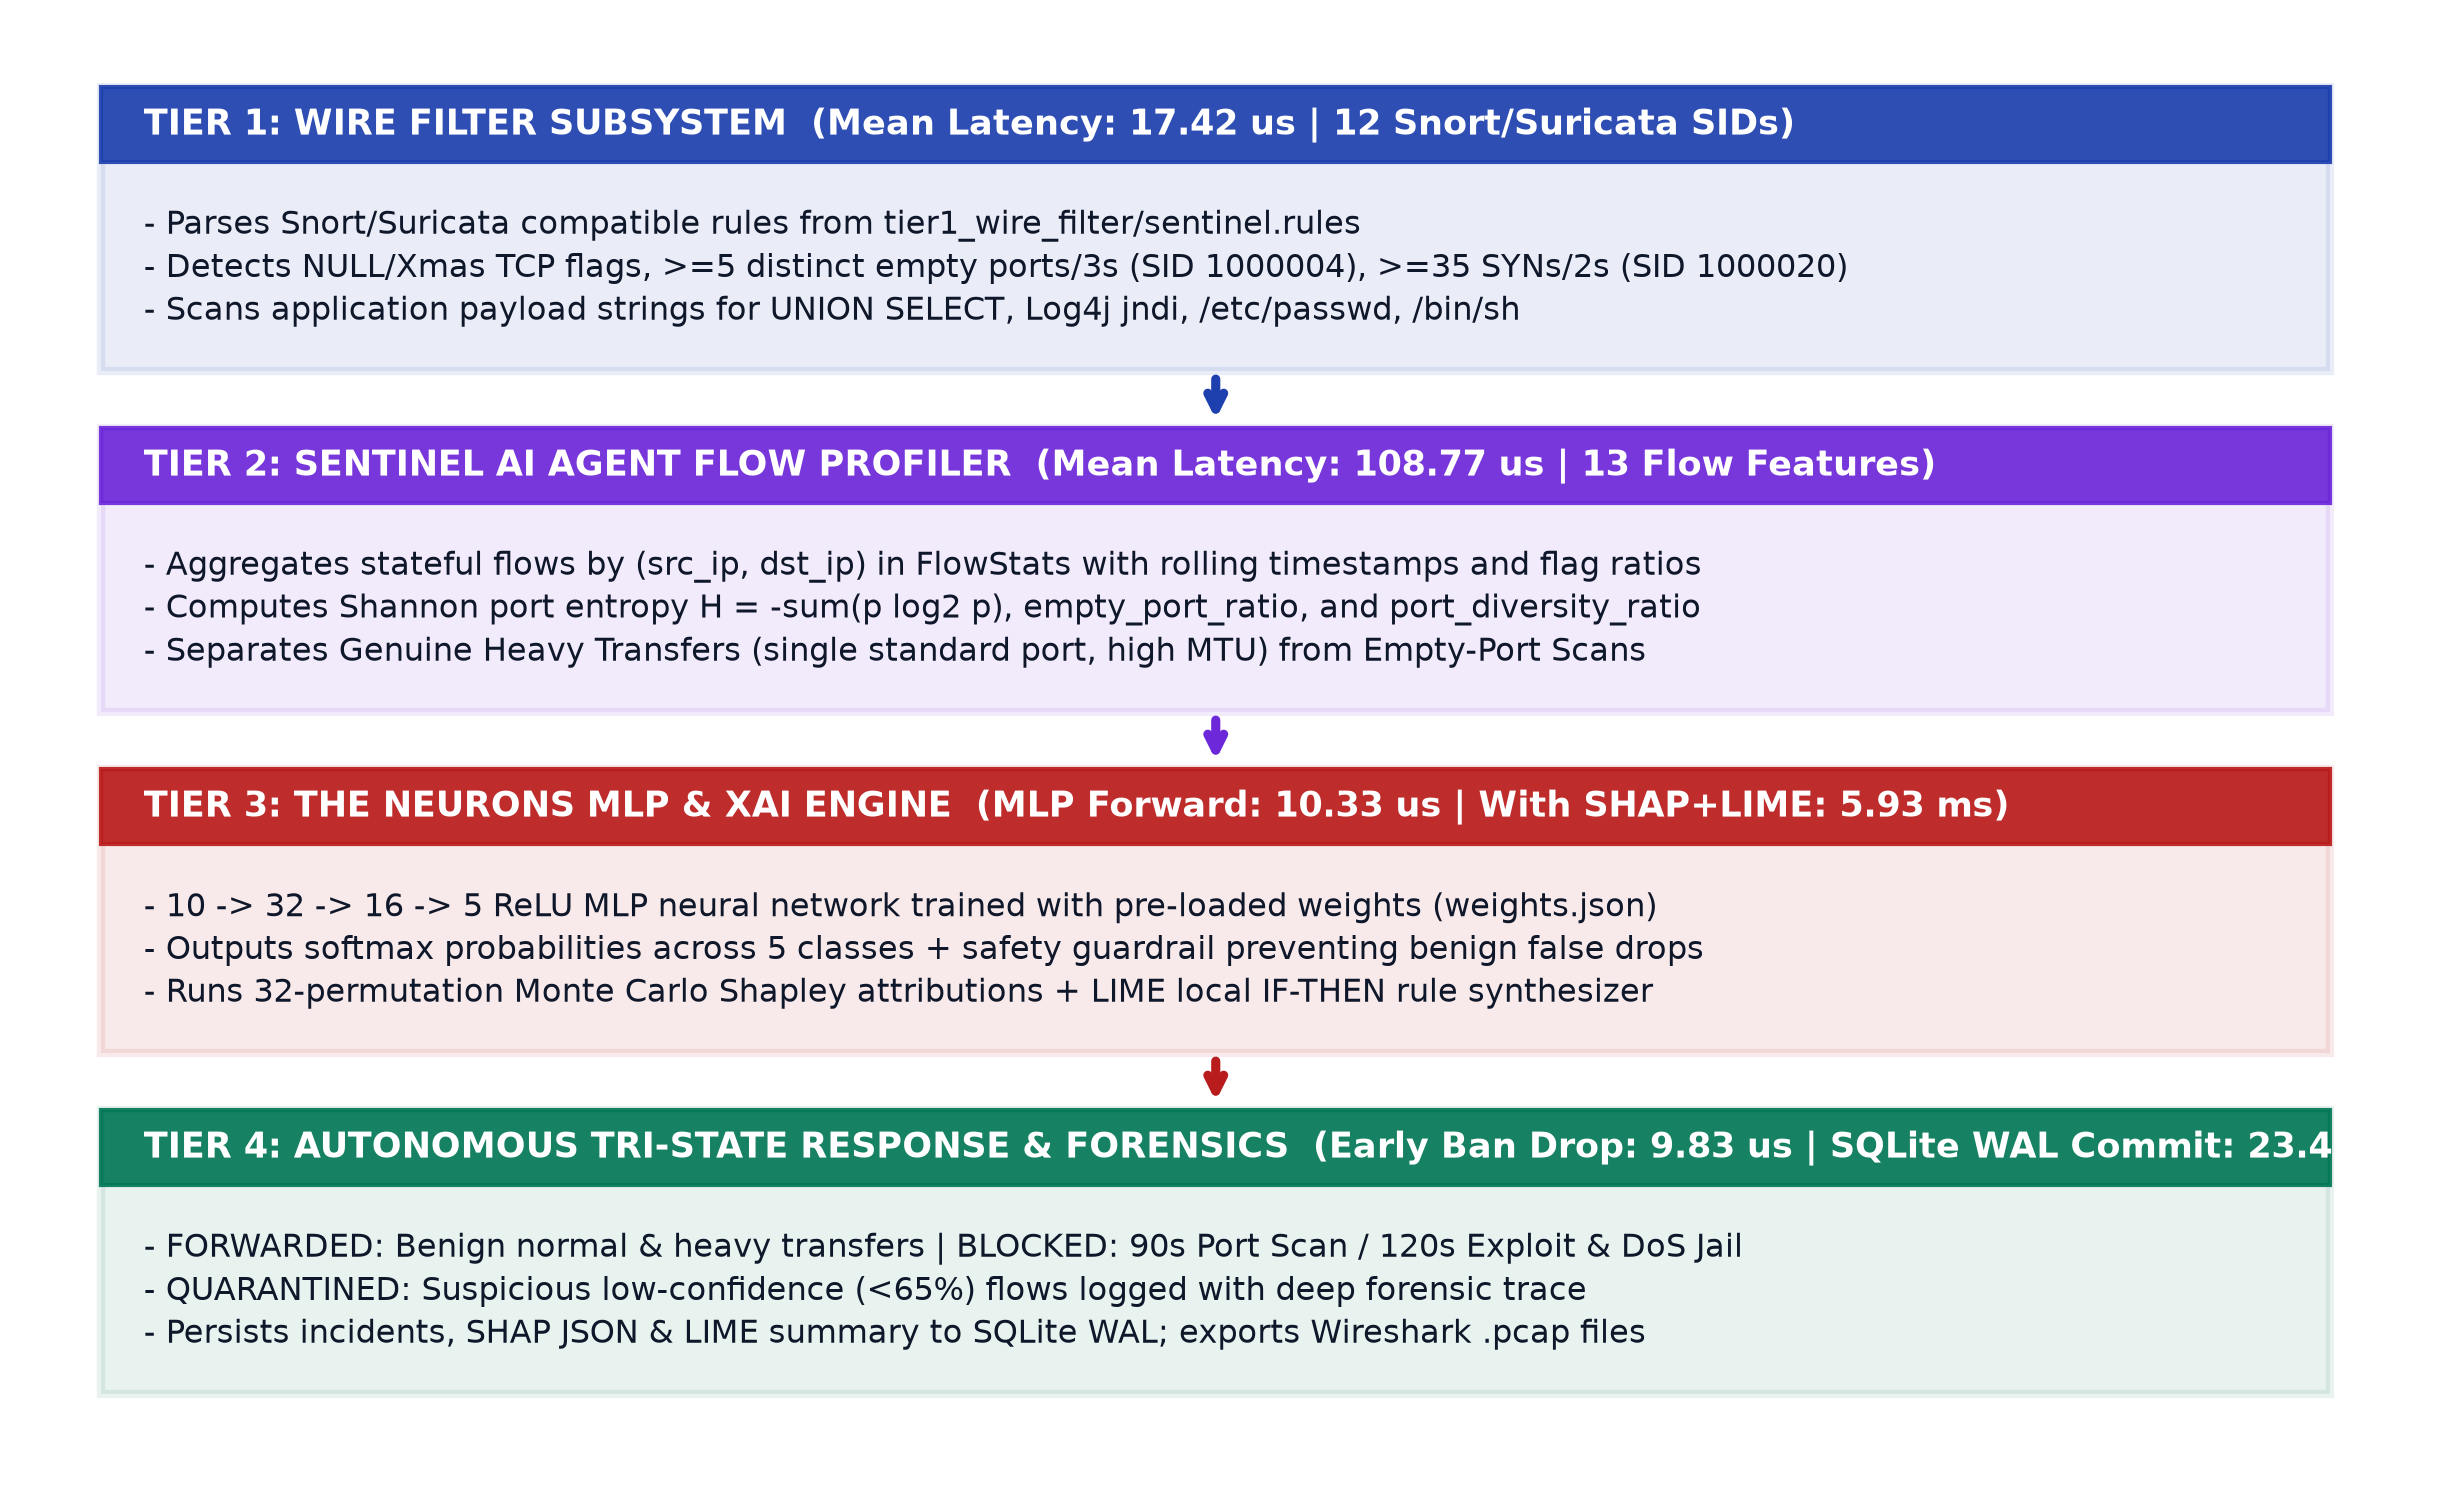 TIER 1: WIRE FILTER SUBSYSTEM (Mean Latency: 17.42 us | 12 Snort/Suricata SIDs)
- Parses Snort/Suricata compatible rules from tier1_wire_filter/sentinel.rules
- Detects NULL/Xmas TCP flags, >=5 distinct empty ports/3s (SID 1000004), >=35 SYNs/2s (SID 1000020)
- Scans application payload strings for UNION SELECT, Log4j jndi, /etc/passwd, /bin/sh
TIER 2: SENTINEL AI AGENT FLOW PROFILER (Mean Latency: 108.77 us | 13 Flow Features)
- Aggregates stateful flows by (src_ip, dst_ip) in FlowStats with rolling timestamps and flag ratios
- Computes Shannon port entropy H = -sum(p log2 p), empty_port_ratio, and port_diversity_ratio
- Separates Genuine Heavy Transfers (single standard port, high MTU) from Empty-Port Scans
TIER 3: THE NEURONS MLP & XAI ENGINE (MLP Forward: 10.33 us | With SHAP+LIME: 5.93 ms)
- 10 -> 32 -> 16 -> 5 ReLU MLP neural network trained with pre-loaded weights (weights.json)
- Outputs softmax probabilities across 5 classes + safety guardrail preventing benign false drops
- Runs 32-permutation Monte Carlo Shapley attributions + LIME local IF-THEN rule synthesizer
TIER 4: AUTONOMOUS TRI-STATE RESPONSE & FORENSICS (Early Ban Drop: 9.83 us | SQLite WAL Commit: 23.4
- FORWARDED: Benign normal & heavy transfers | BLOCKED: 90s Port Scan / 120s Exploit & DoS Jail
- QUARANTINED: Suspicious low-confidence (<65%) flows logged with deep forensic trace
- Persists incidents, SHAP JSON & LIME summary to SQLite WAL; exports Wireshark .pcap files